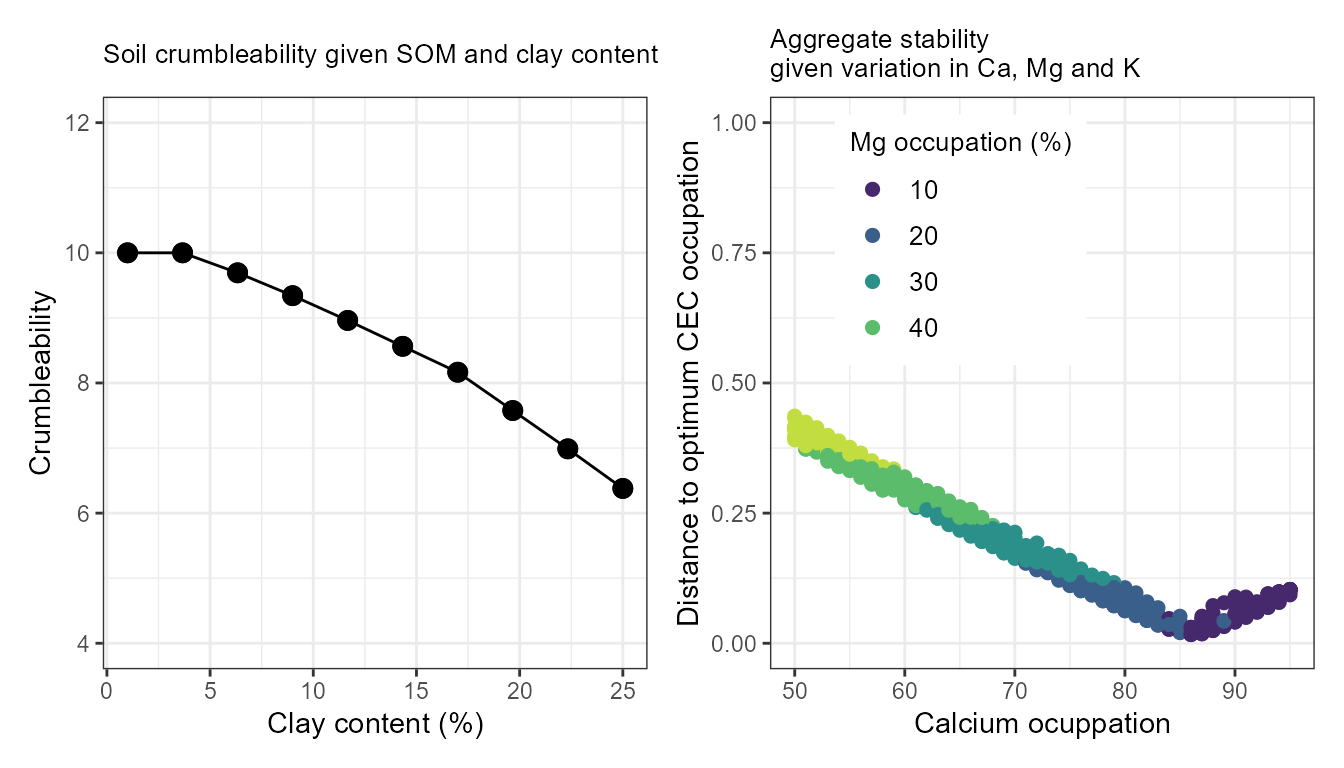 Soil crumbleability given SOM and clay content
12
10
8
6
4
Crumbleability
0 5 10 15 20 25
Clay content (%)
Aggregate stability
given variation in Ca, Mg and K
1.00
0.75
0.50
0.25
0.00
Distance to optimum CEC occupation
Mg occupation (%)
10
20
30
40
50 60 70 80 90
Calcium ocuppation